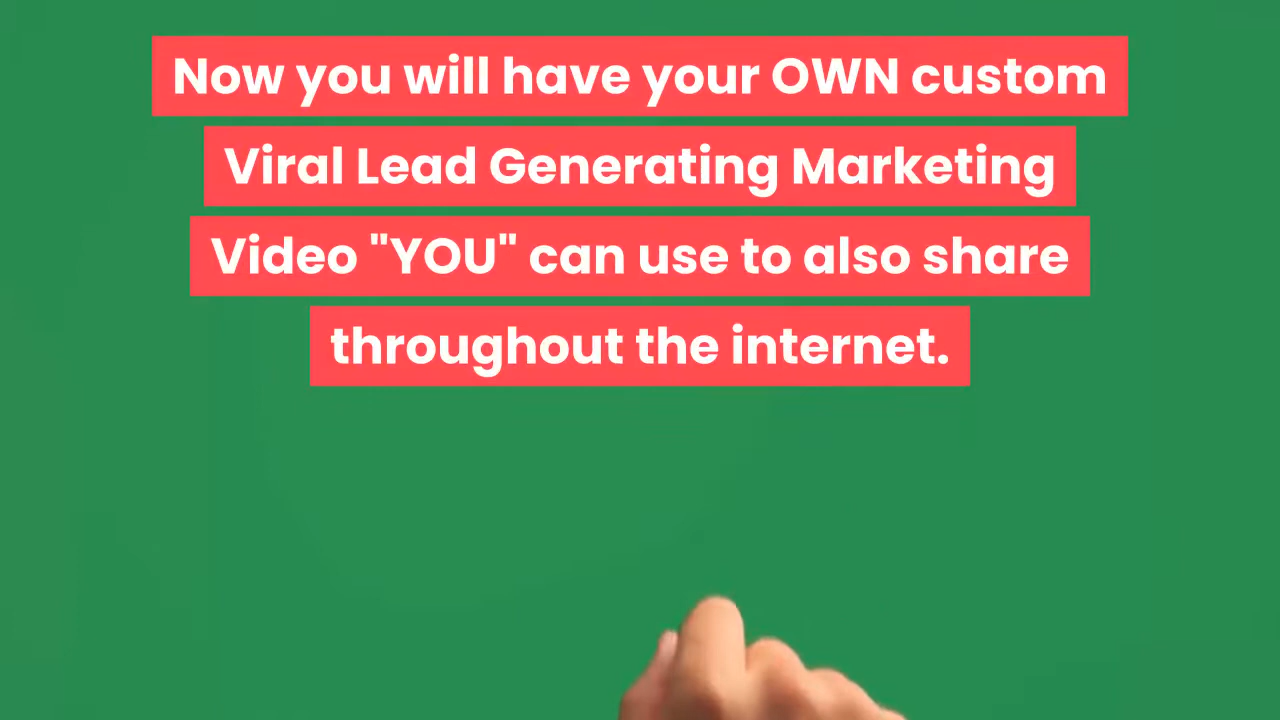 Now you will have your OWN custom
Viral Lead Generating Marketing
Video "YOU" can use to also share
throughout the internet.